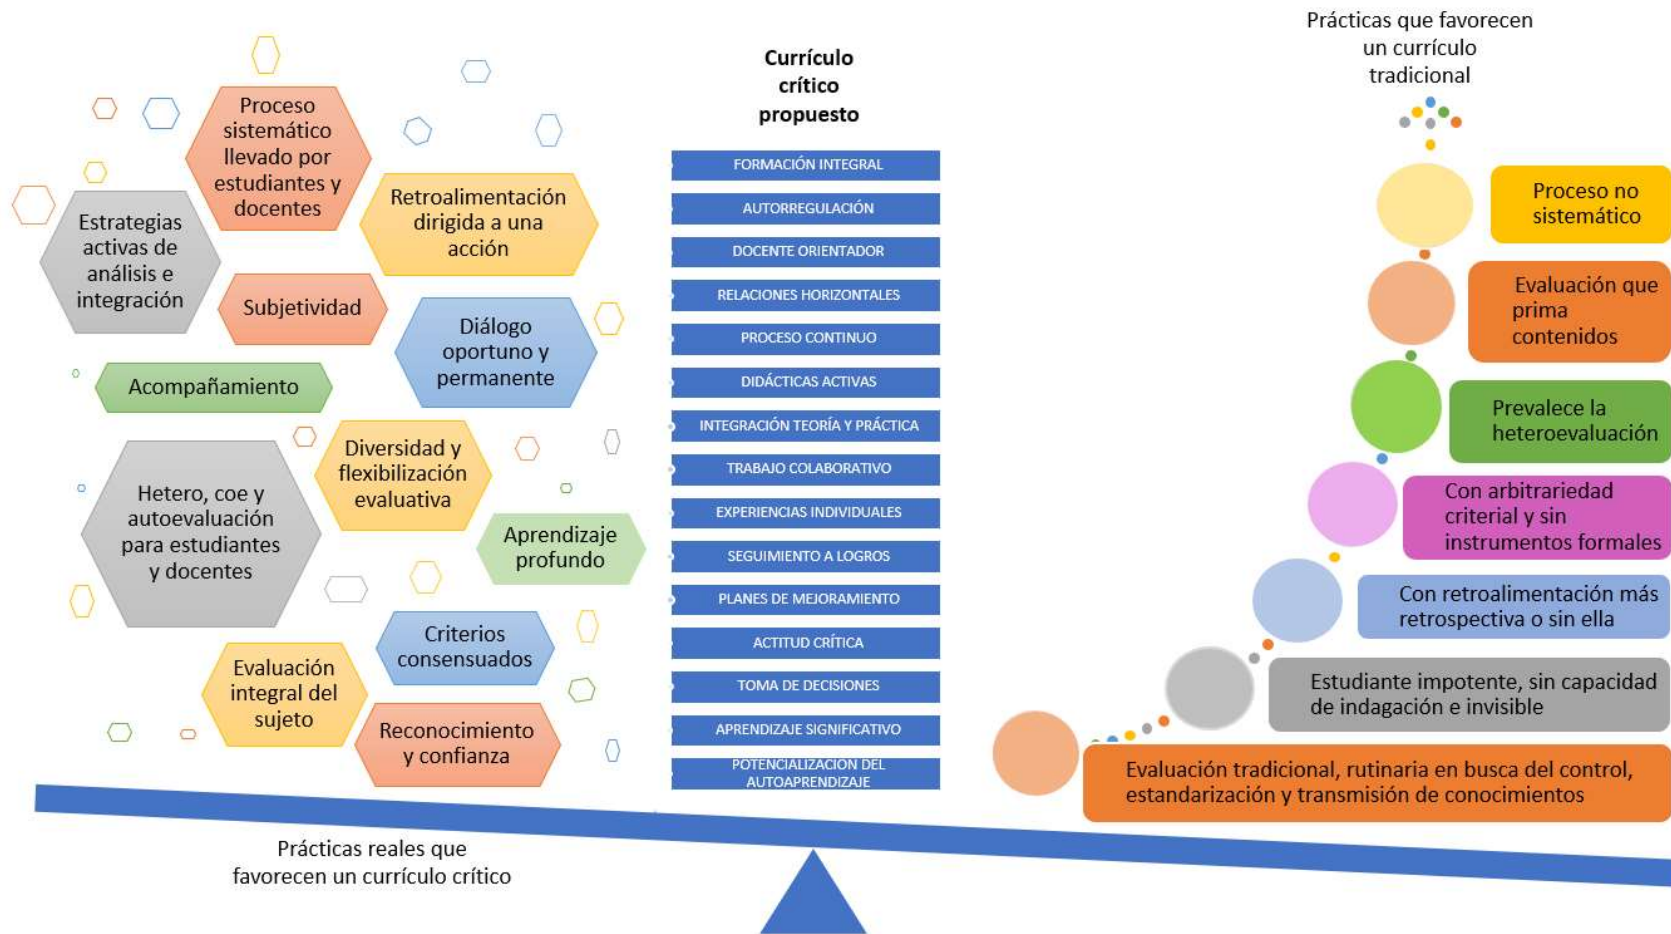 Proceso
sistemático
llevado por
estudiantes y
docentes
Retroalimentación
dirigida a una
acción
Estrategias
activas de
análisis e
integración
Subjetividad
Diálogo
oportuno y
permanente
Acompañamiento
Diversidad y
flexibilización
evaluativa
Hetero, coe y
autoevaluación
para estudiantes
y docentes
Aprendizaje
profundo
Criterios
consensuados
Evaluación
integral del
sujeto
Reconocimiento
y confianza
Prácticas reales que
favorecen un currículo crítico
Currículo
crítico
propuesto
FORMACIÓN INTEGRAL
AUTORREGULACIÓN
DOCENTE ORIENTADOR
RELACIONES HORIZONTALES
PROCESO CONTINUO
DIDÁCTICAS ACTIVAS
INTEGRACIÓN TEORÍA Y PRÁCTICA
TRABAJO COLABORATIVO
EXPERIENCIAS INDIVIDUALES
SEGUIMIENTO A LOGROS
PLANES DE MEJORAMIENTO
ACTITUD CRÍTICA
TOMA DE DECISIONES
APRENDIZAJE SIGNIFICATIVO
POTENCIALIZACIÓN DEL
AUTOAPRENDIZAJE
Prácticas que favorecen
un currículo
tradicional
Proceso no
sistemático
Evaluación que
prima
contenidos
Prevalece la
heteroevaluación
Con arbitrariedad
criterial y sin
instrumentos formales
Con retroalimentación más
retrospectiva o sin ella
Estudiante impotente, sin capacidad
de indagación e invisible
Evaluación tradicional, rutinaria en busca del control,
estandarización y transmisión de conocimientos